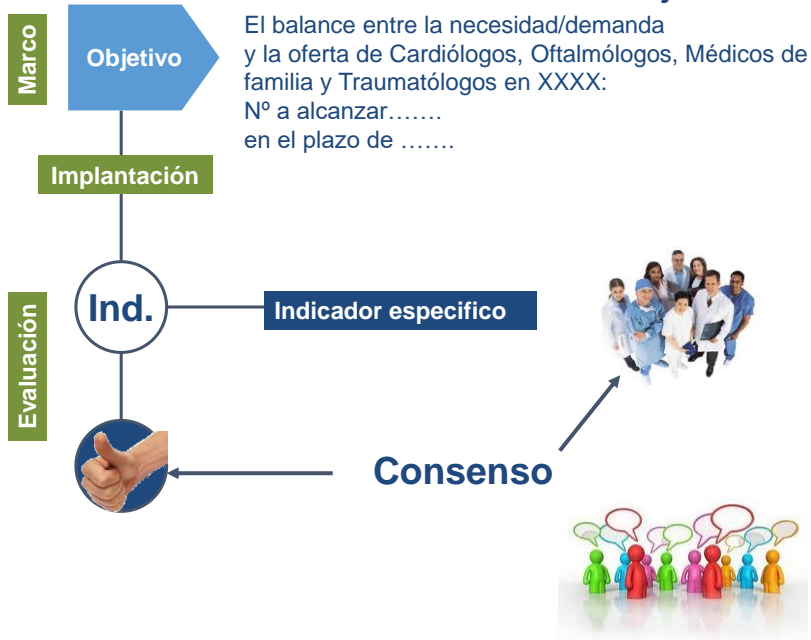 Marco
Objetivo
El balance entre la necesidad/demanda
y la oferta de Cardiólogos, Oftalmólogos, Médicos de
familia y Traumatólogos en XXXX:
Nº a alcanzar…….
en el plazo de …….
Implantación
Evaluación
Ind.
Indicador especifico
Consenso